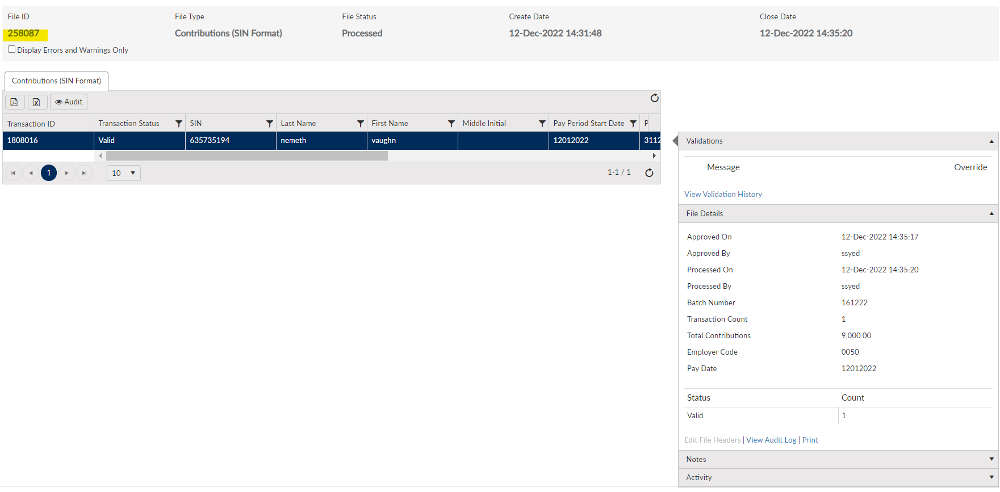 File ID File Type File Status Create Date Close Date
258087 Contributions (SIN Format) Processed 12-Dec-2022 14:31:48 12-Dec-2022 14:35:20
Display Errors and Warnings Only
Contributions (SIN Format)
Audit
Transaction ID Transaction Status SIN Last Name First Name Middle Initial Pay Period Start Date P
1808016 Valid 635735194 nemeth vaughn 12012022 3112
1 10 1-1 / 1
Validations
Message Override
View Validation History
File Details
Approved On 12-Dec-2022 14:35:17
Approved By ssyed
Processed On 12-Dec-2022 14:35:20
Processed By ssyed
Batch Number 161222
Transaction Count 1
Total Contributions 9,000.00
Employer Code 0050
Pay Date 12012022
Status Count
Valid 1
Edit File Headers | View Audit Log | Print
Notes
Activity